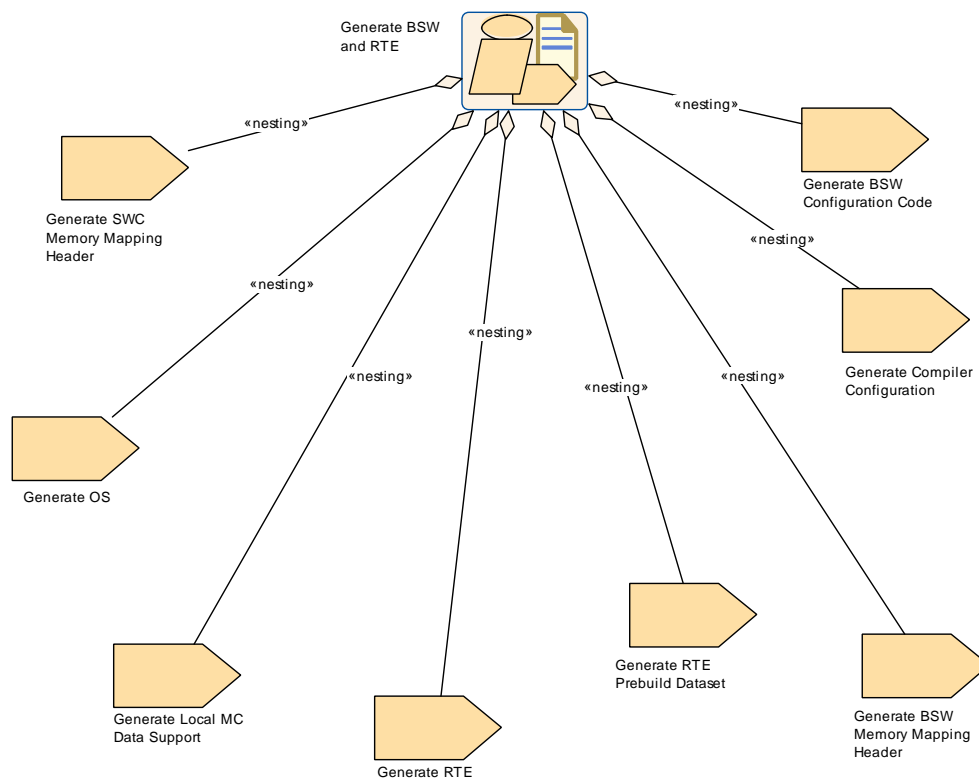 Generate BSW
and RTE
«nesting»
«nesting»
Generate BSW
Configuration Code
Generate SWC
Memory Mapping
Header
«nesting»
«nesting»
«nesting»
Generate Compiler
Configuration
«nesting»
«nesting»
«nesting»
Generate OS
Generate RTE
Prebuild Dataset
Generate Local MC
Data Support
Generate BSW
Memory Mapping
Header
Generate RTE